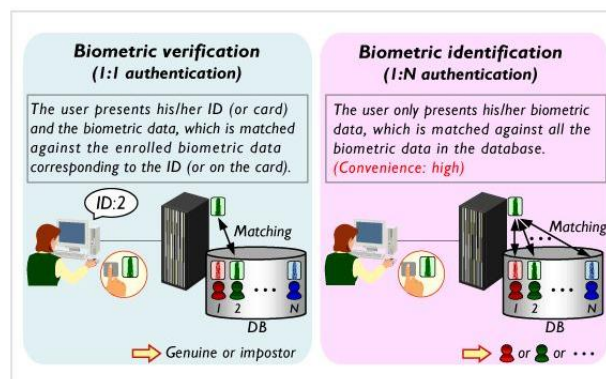 Biometric verification
(1:1 authentication)
The user presents his/her ID (or card)
and the biometric data, which is matched
against the enrolled biometric data
corresponding to the ID (or on the card).
ID:2
Matching
1 2 ... N
DB
Genuine or impostor
Biometric identification
(1:N authentication)
The user only presents his/her biometric
data, which is matched against all the
biometric data in the database.
(Convenience: high)
Matching
...
1 2 ... N
DB
or or ...